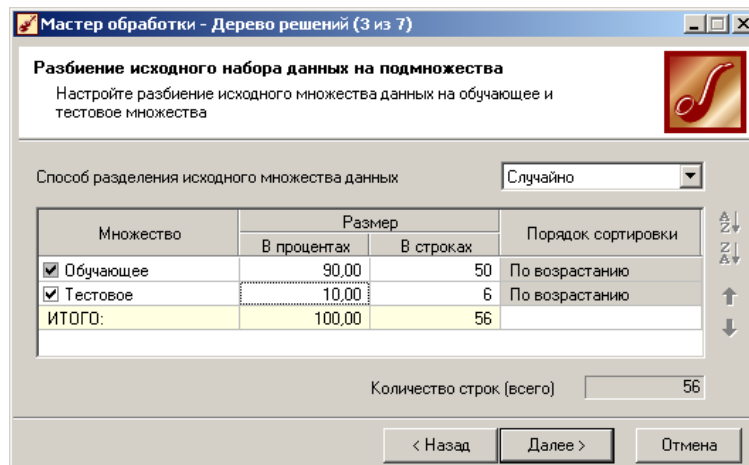 Мастер обработки - Дерево решений (3 из 7)
Разбиение исходного набора данных на подмножества
Настройте разбиение исходного множества данных на обучающее и
тестовое множества
Способ разделения исходного множества данных Случайно
Множество Размер Порядок сортировки
В процентах В строках
Обучающее 90,00 50 По возрастанию
Тестовое 10,00 6 По возрастанию
ИТОГО: 100,00 56
Количество строк (всего) 56
< Назад Далее > Отмена